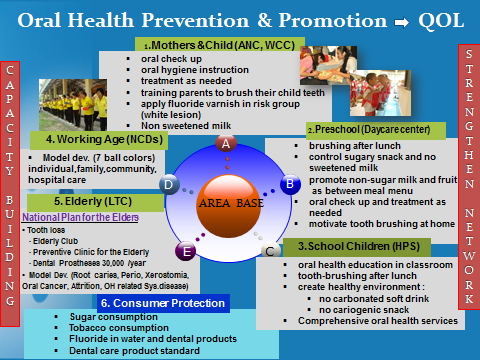 Oral Health Prevention & Promotion ➡ QOL
CAPACITY BUILDING
STRENGTHEN NETWORK
1.Mothers &Child (ANC, WCC)
• oral check up
• oral hygiene instruction
• treatment as needed
• training parents to brush their child teeth
• apply fluoride varnish in risk group
(white lesion)
• Non sweetened milk
2.Preschool (Daycare center)
• brushing after lunch
• control sugary snack and no
sweetened milk
• promote non-sugar milk and fruit
as between meal menu
• oral check up and treatment as
needed
• motivate tooth brushing at home
3.School Children (HPS)
• oral health education in classroom
tooth-brushing after lunch
• create healthy environment :
• no carbonated soft drink
• no cariogenic snack
• Comprehensive oral health services
4. Working Age (NCDs)
• Model dev. (7 ball colors)
individual,family,community,
hospital care
5. Elderly (LTC)
National Plan for the Elders
• Tooth loss
- Elderly Club
- Preventive Clinic for the Elderly
- Dental Prostheses 30,000 /year
• Model Dev. (Root caries, Perio, Xerostomia,
Oral Cancer, Attrition, OH related Sys.disease)
6. Consumer Protection
• Sugar consumption
• Tobacco consumption
• Fluoride in water and dental products
• Dental care product standard
A
B
C
D
E
AREA BASE